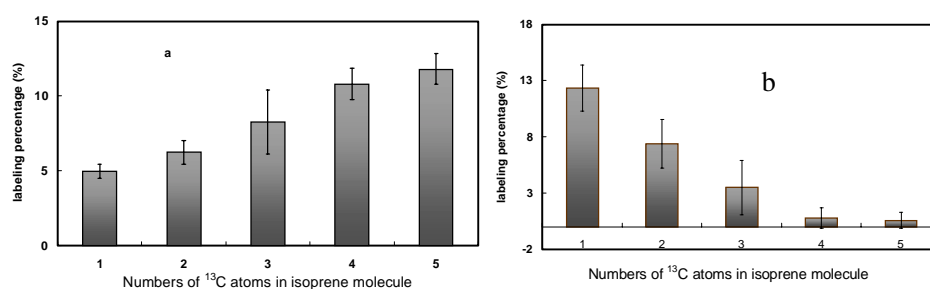 15
a
10
5
0
1 2 3 4 5
labeling percentage (%)
Numbers of ¹³C atoms in isoprene molecule
18
b
13
8
3
-2
1 2 3 4 5
labeling percentage (%)
Numbers of ¹³C atoms in isoprene molecule